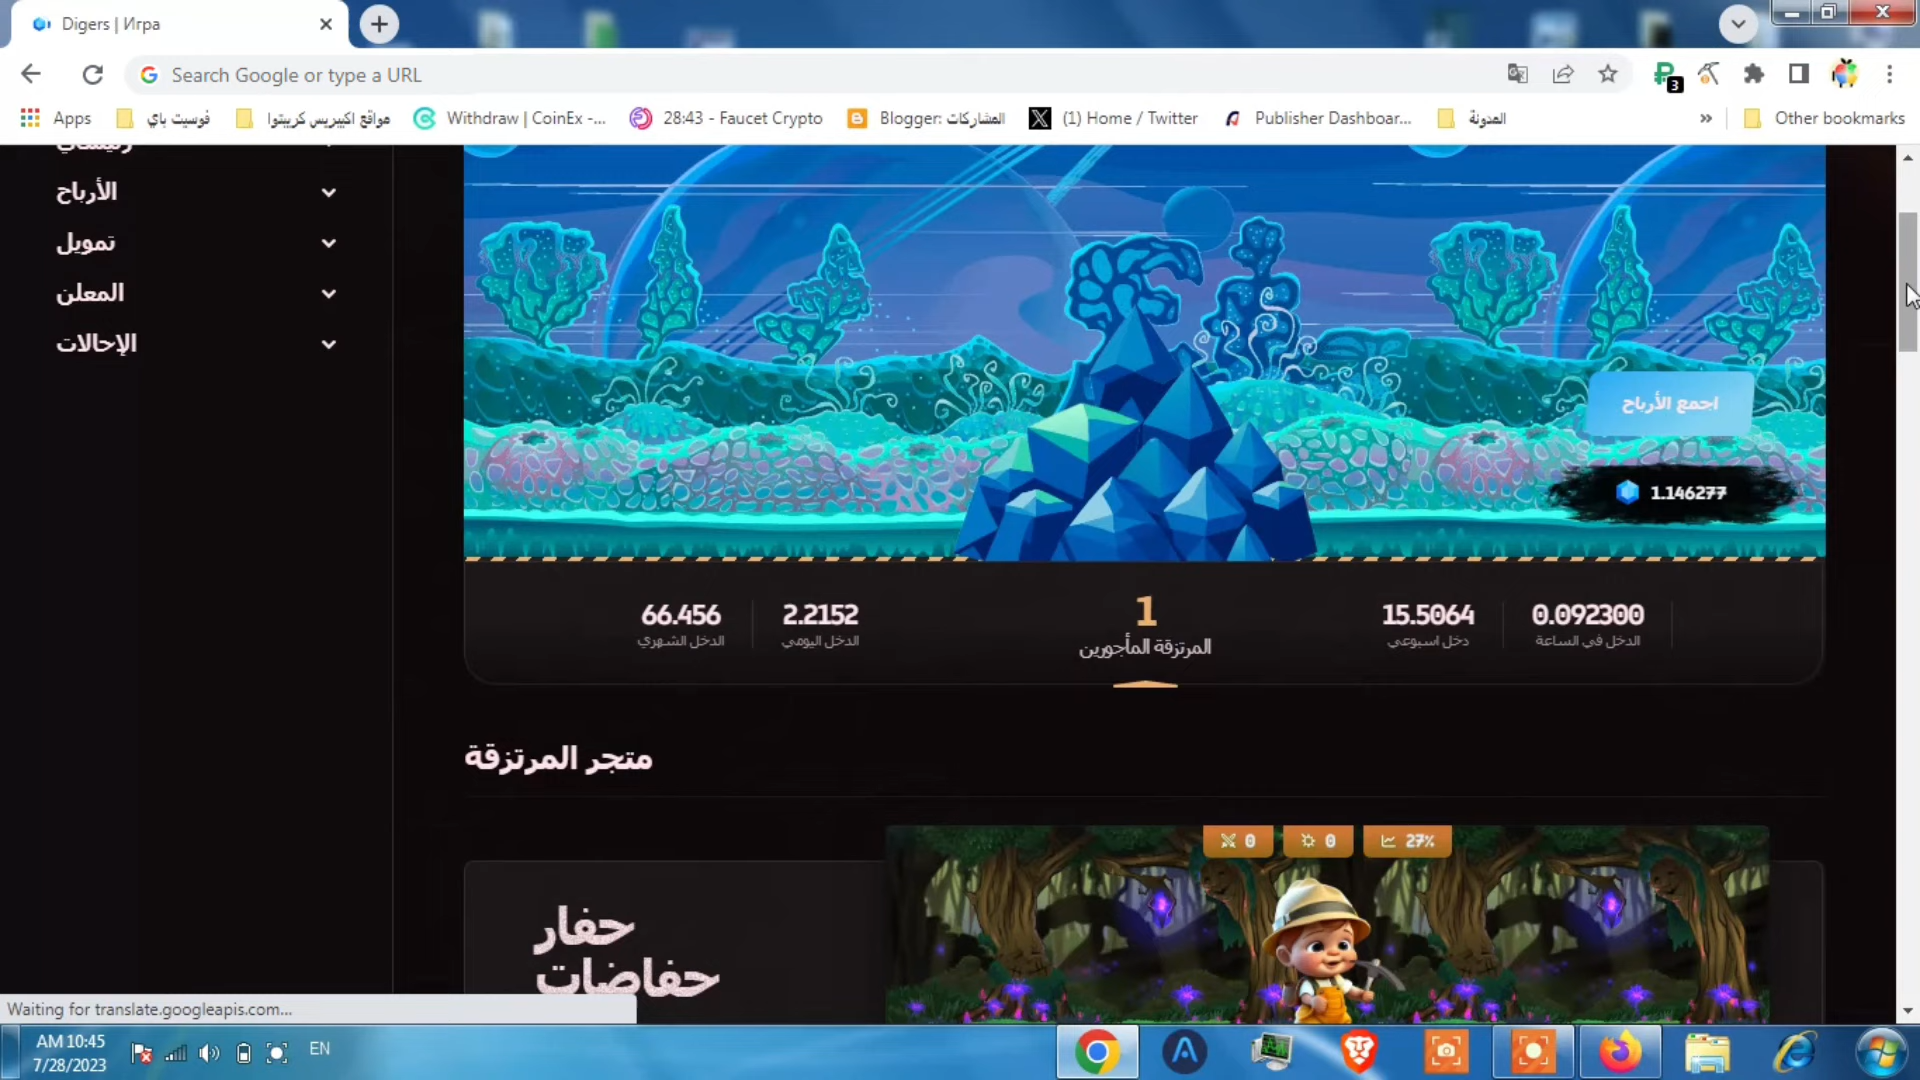 Digers | Игра
Search Google or type a URL
3
Apps
فوسيت باي
مواقع اكبيريس كريبتوا
Withdraw | CoinEx -...
28:43 - Faucet Crypto
Blogger: المشاركات
(1) Home / Twitter
Publisher Dashboar...
المدونة
»
Other bookmarks
الأرباح
تمويل
المعلن
الإحالات
اجمع الأرباح
1.146277
66.456
الدخل الشهري
2.2152
الدخل اليومي
1
المرتزقة المأجورين
15.5064
دخل اسبوعي
0.092300
الدخل في الساعة
متجر المرتزقة
0
0
27%
حفار
حفاضات
Waiting for translate.googleapis.com...
AM 10:45
7/28/2023
EN